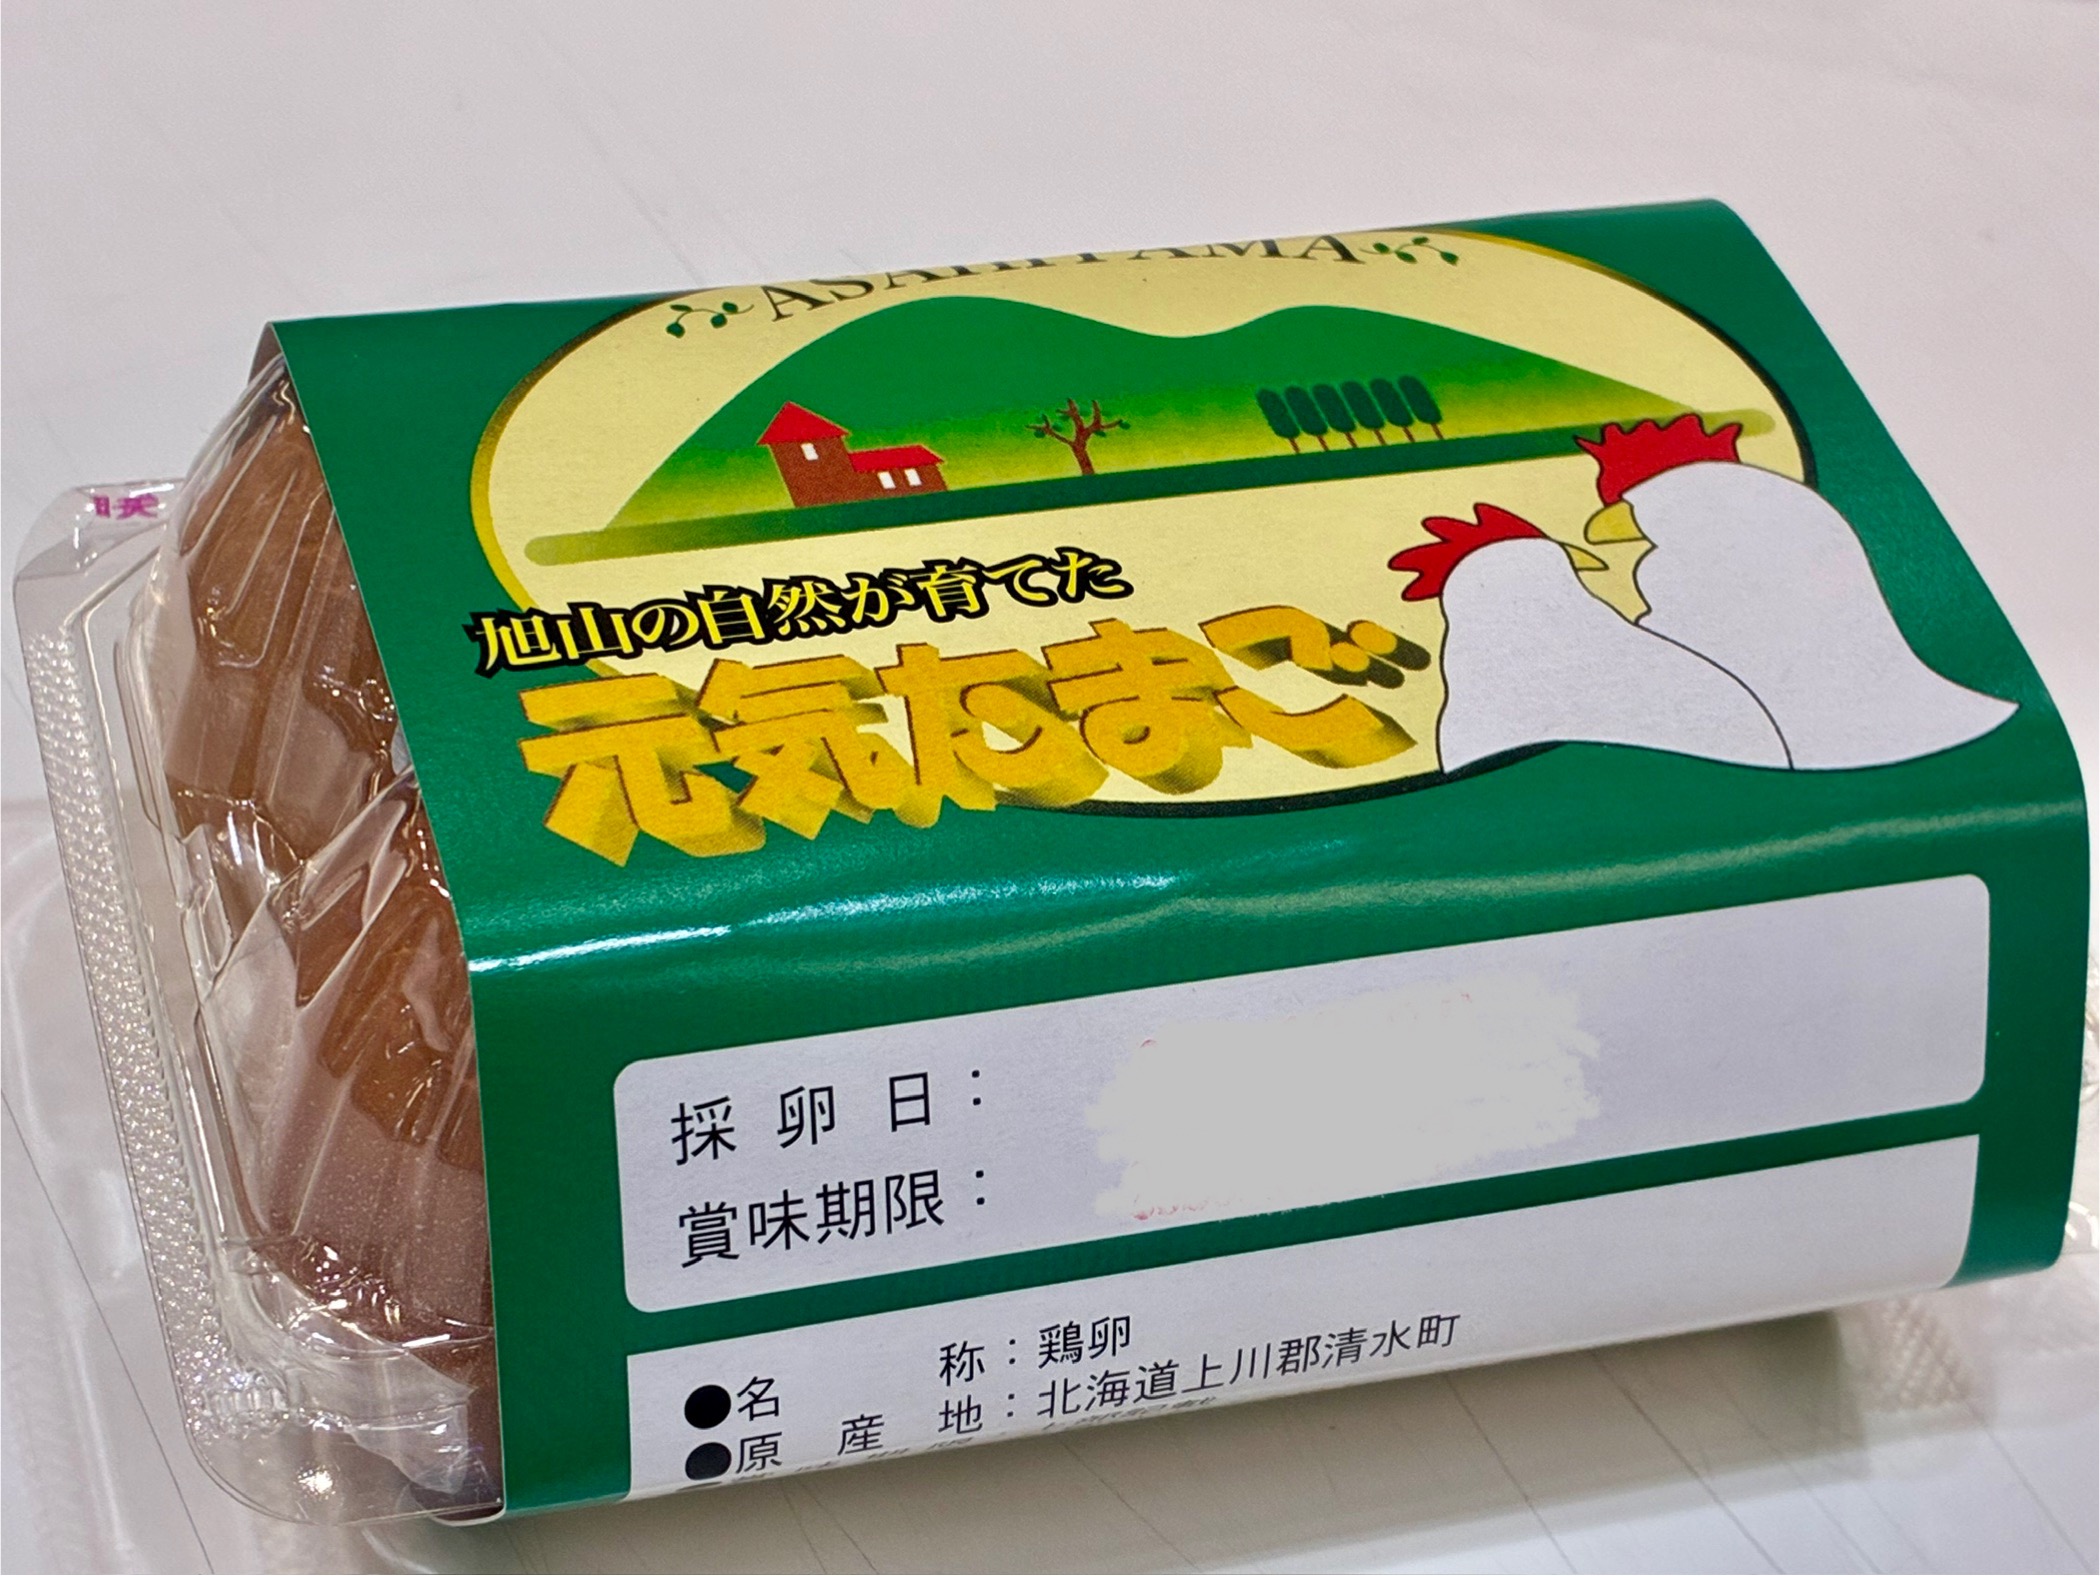 ASAHIYAMA
旭山の自然が育てた
元気たまご
採卵日：
賞味期限：
●名称：鶏卵
●原産地：北海道上川郡清水町